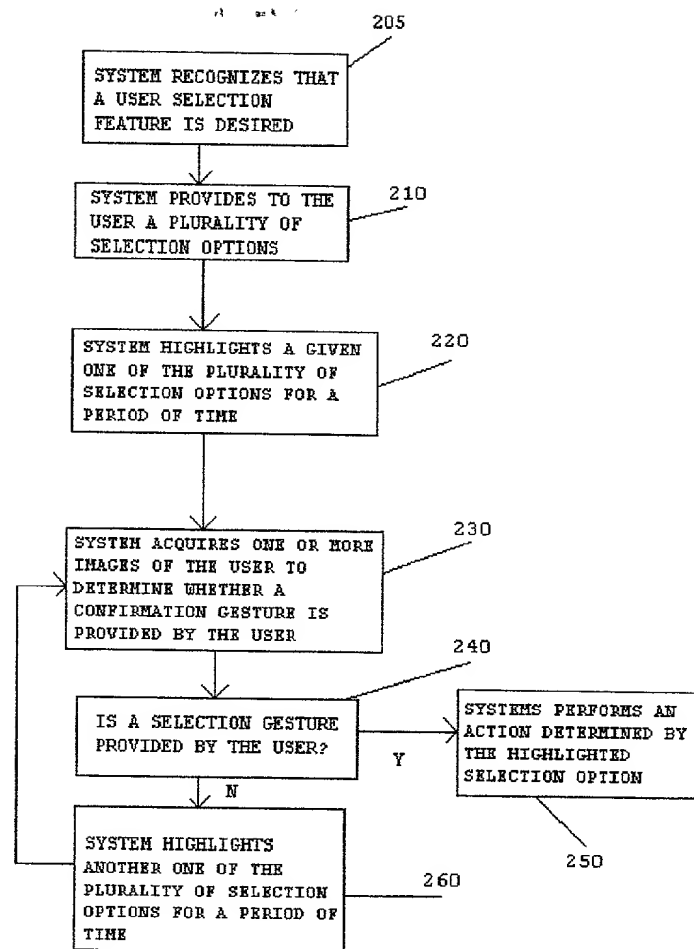 205
SYSTEM RECOGNIZES THAT
A USER SELECTION
FEATURE IS DESIRED
210
SYSTEM PROVIDES TO THE
USER A PLURALITY OF
SELECTION OPTIONS
220
SYSTEM HIGHLIGHTS A GIVEN
ONE OF THE PLURALITY OF
SELECTION OPTIONS FOR A
PERIOD OF TIME
230
SYSTEM ACQUIRES ONE OR MORE
IMAGES OF THE USER TO
DETERMINE WHETHER A
CONFIRMATION GESTURE IS
PROVIDED BY THE USER
240
IS A SELECTION GESTURE
PROVIDED BY THE USER?
Y
N
SYSTEMS PERFORMS AN
ACTION DETERMINED BY
THE HIGHLIGHTED
SELECTION OPTION
250
SYSTEM HIGHLIGHTS
ANOTHER ONE OF THE
PLURALITY OF SELECTION
OPTIONS FOR A PERIOD OF
TIME
260